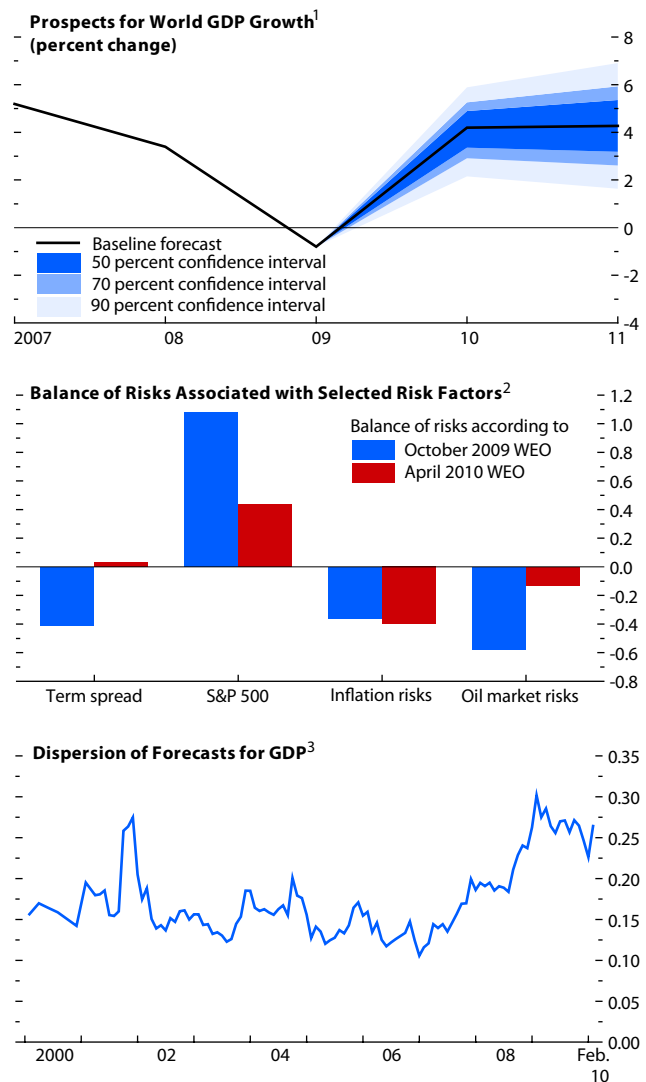 Prospects for World GDP Growth¹
(percent change)
8
6
4
2
0
-2
-4
Baseline forecast
50 percent confidence interval
70 percent confidence interval
90 percent confidence interval
2007 08 09 10 11
Balance of Risks Associated with Selected Risk Factors²
1.2
1.0
0.8
0.6
0.4
0.2
0.0
-0.2
-0.4
-0.6
-0.8
Balance of risks according to
October 2009 WEO
April 2010 WEO
Term spread S&P 500 Inflation risks Oil market risks
Dispersion of Forecasts for GDP³
0.35
0.30
0.25
0.20
0.15
0.10
0.05
0.00
2000 02 04 06 08 Feb.
10